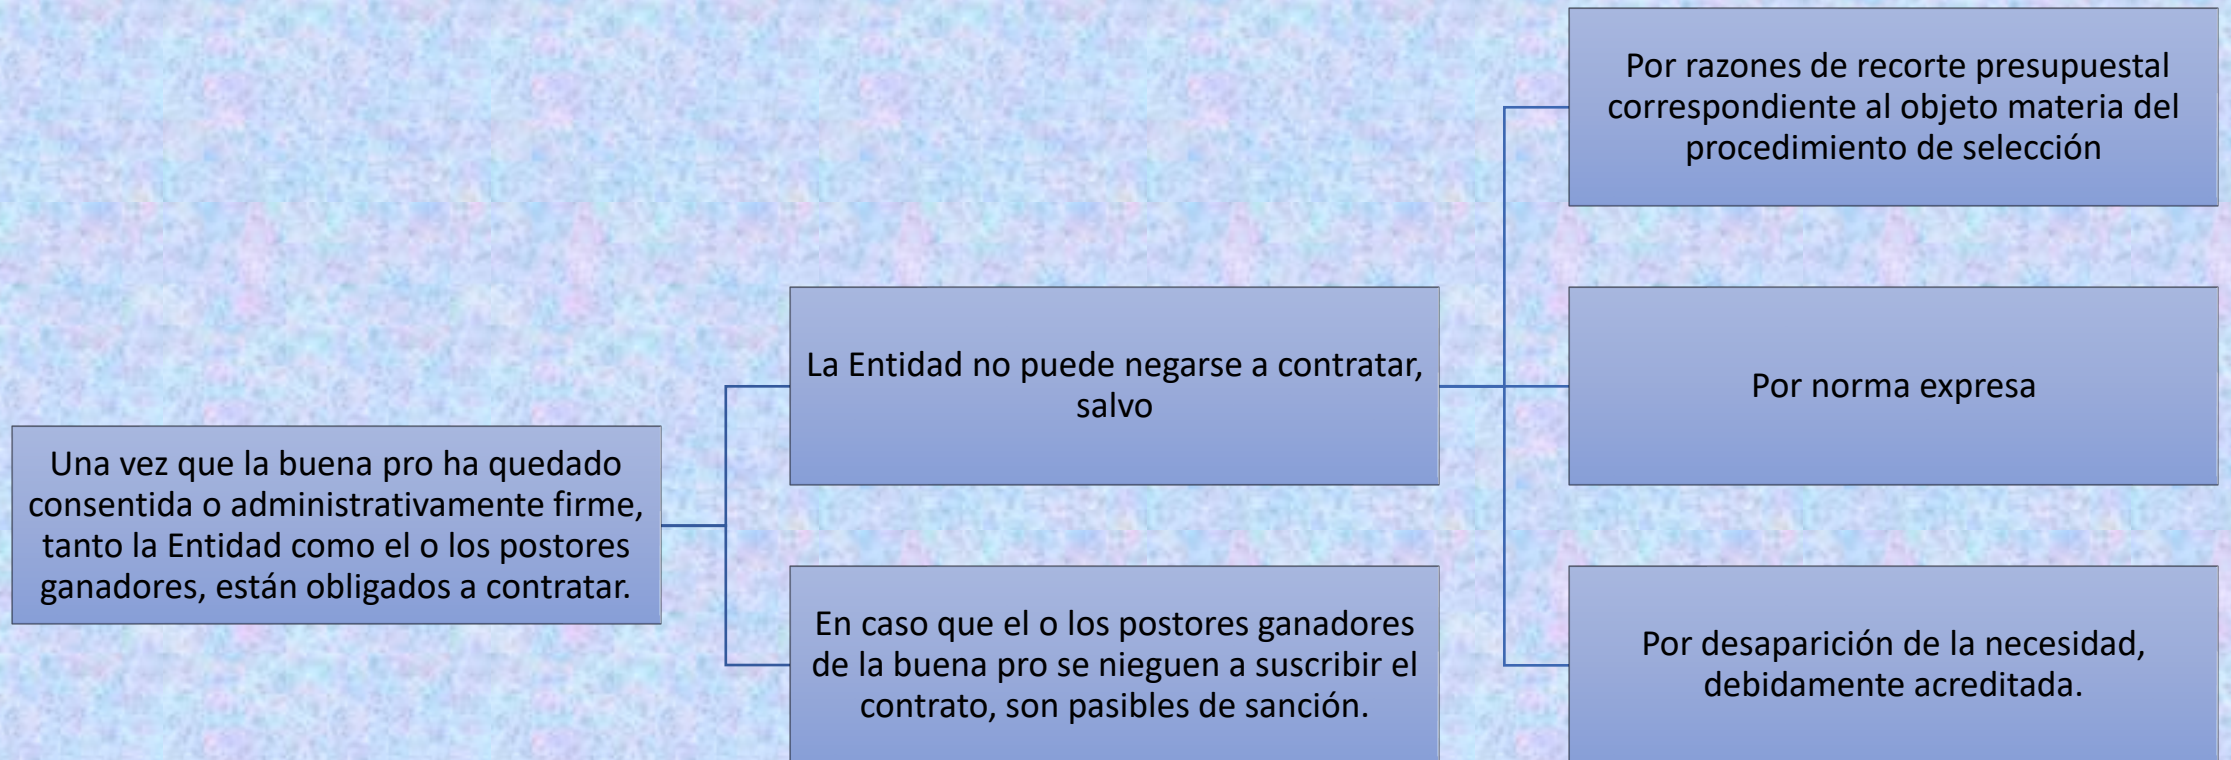 Una vez que la buena pro ha quedado
consentida o administrativamente firme,
tanto la Entidad como el o los postores
ganadores, están obligados a contratar.
La Entidad no puede negarse a contratar,
salvo
Por razones de recorte presupuestal
correspondiente al objeto materia del
procedimiento de selección
Por norma expresa
Por desaparición de la necesidad,
debidamente acreditada.
En caso que el o los postores ganadores
de la buena pro se nieguen a suscribir el
contrato, son pasibles de sanción.